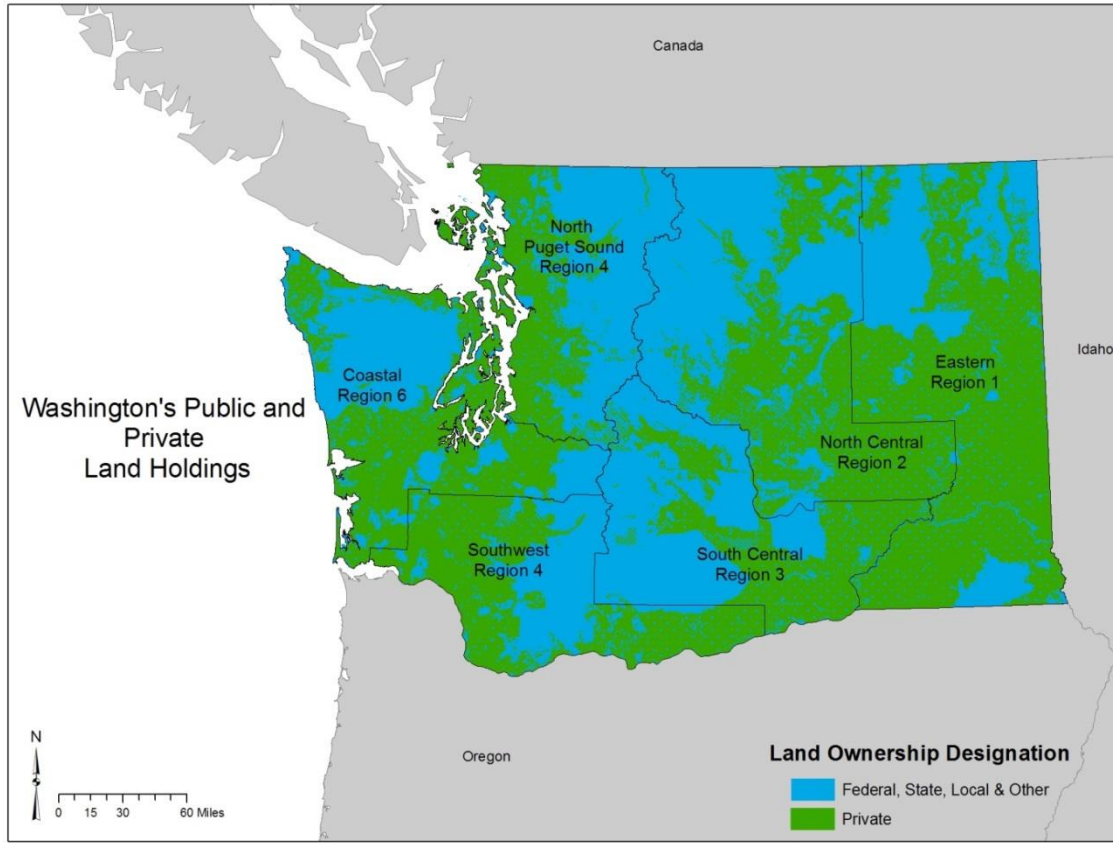 Canada
North
Puget Sound
Region 4
Idaho
Eastern
Region 1
Coastal
Region 6
Washington's Public and
Private
Land Holdings
North Central
Region 2
Southwest
Region 4
South Central
Region 3
Oregon
N
0 15 30 60 Miles
Land Ownership Designation
Federal, State, Local & Other
Private